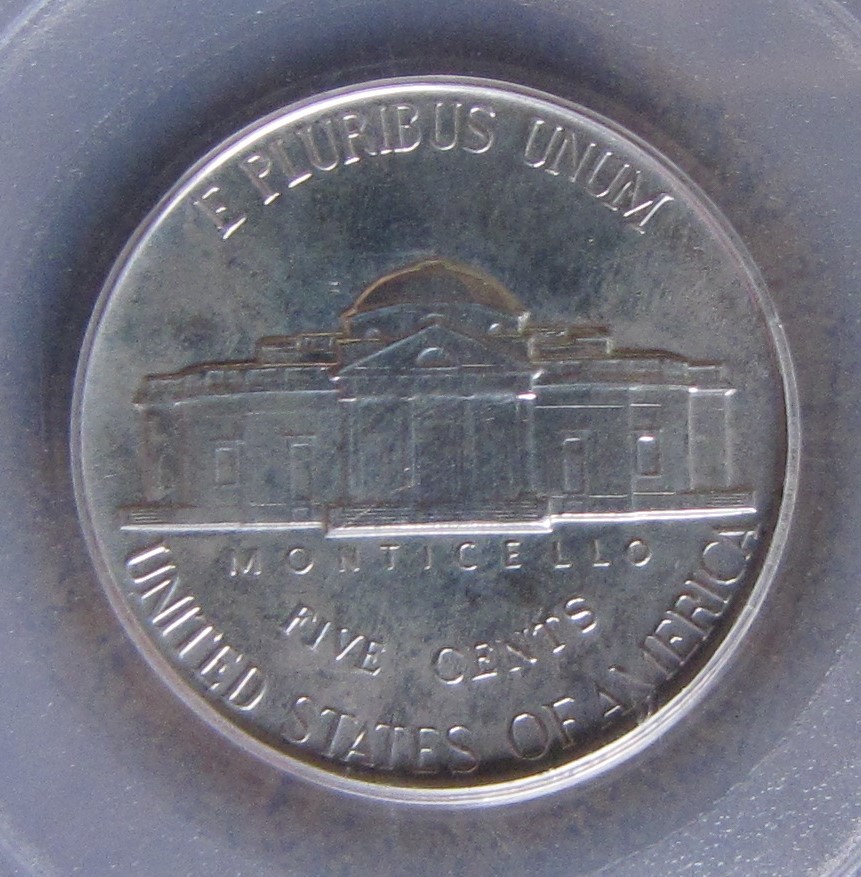 E PLURIBUS UNUM
MONTICELLO
FIVE CENTS
UNITED STATES OF AMERICA